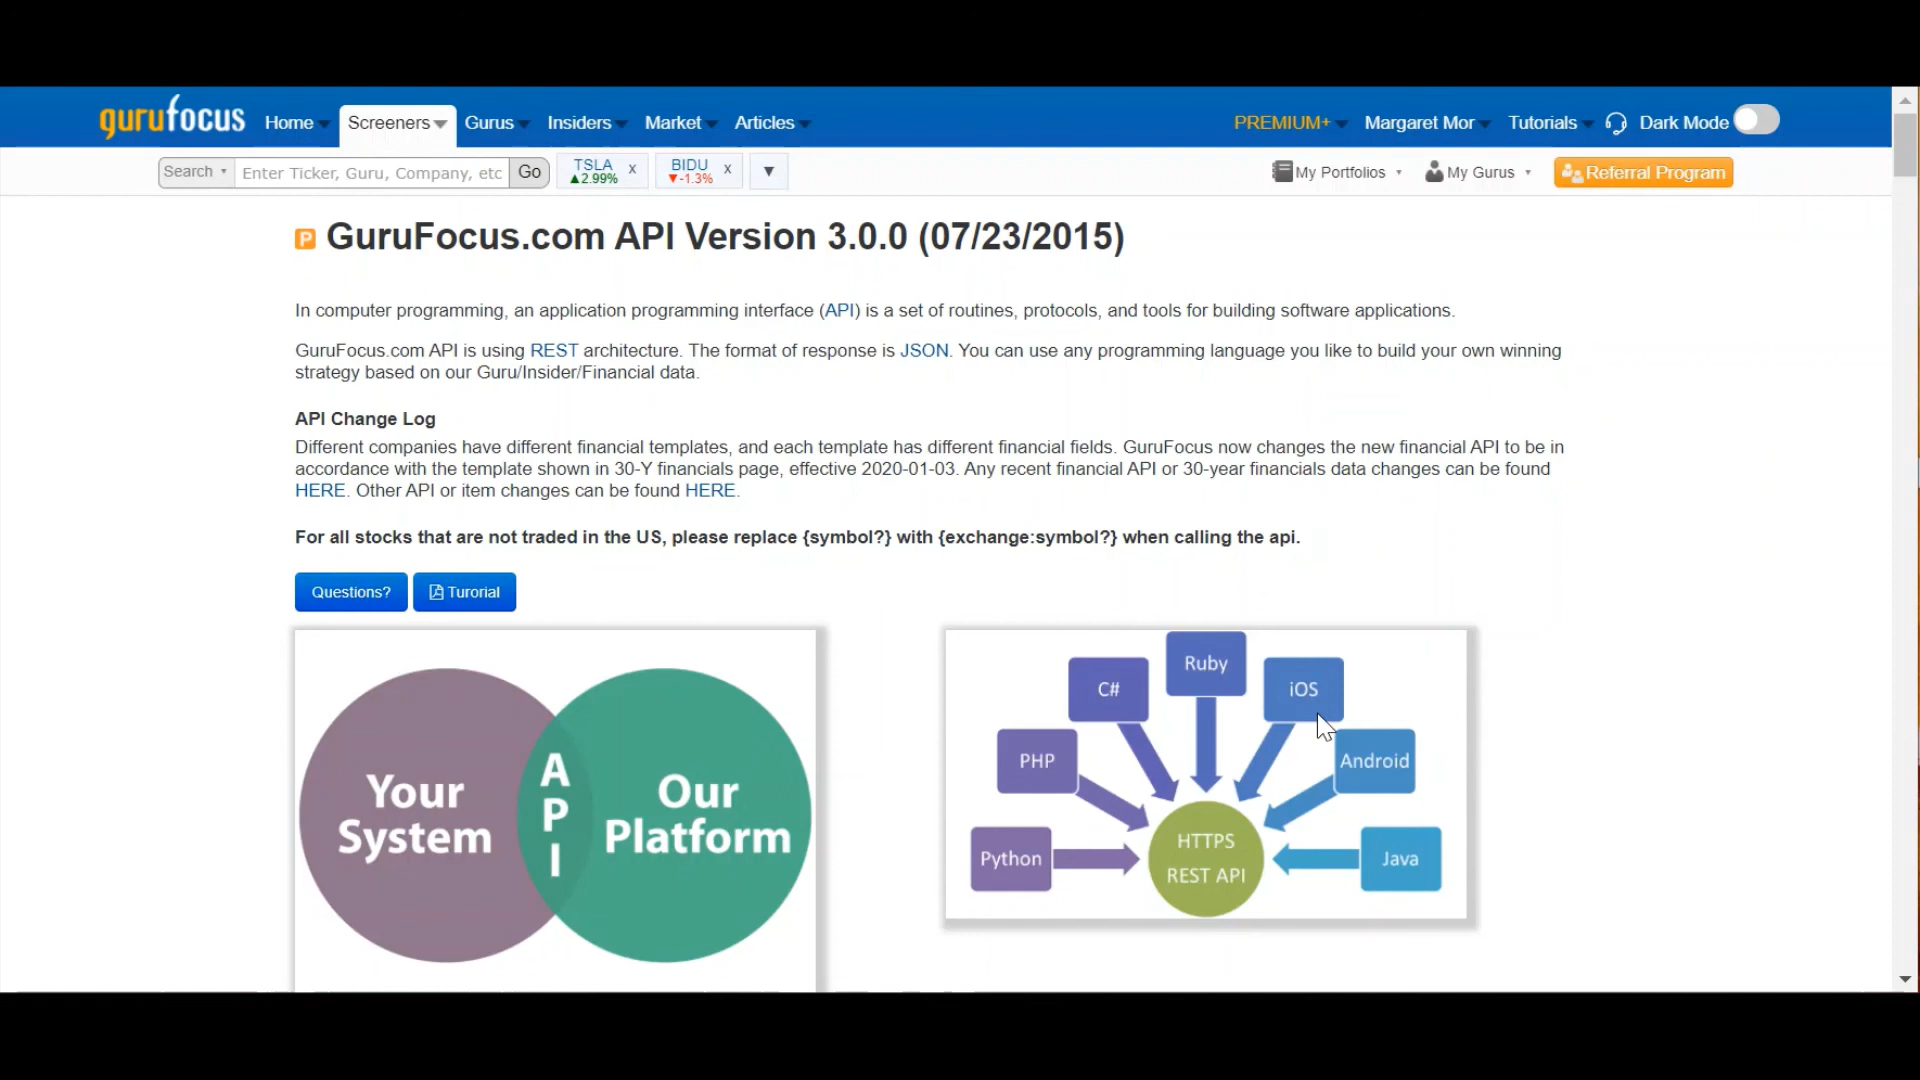 gurufocus Home Screeners Gurus Insiders Market Articles PREMIUM+ Margaret Mor Tutorials Dark Mode
Search Enter Ticker, Guru, Company, etc Go TSLA x BIDU x ▼ My Portfolios My Gurus Referral Program
▲2.99% ▼-1.3%
P GuruFocus.com API Version 3.0.0 (07/23/2015)
In computer programming, an application programming interface (API) is a set of routines, protocols, and tools for building software applications.
GuruFocus.com API is using REST architecture. The format of response is JSON. You can use any programming language you like to build your own winning
strategy based on our Guru/Insider/Financial data.
API Change Log
Different companies have different financial templates, and each template has different financial fields. GuruFocus now changes the new financial API to be in
accordance with the template shown in 30-Y financials page, effective 2020-01-03. Any recent financial API or 30-year financials data changes can be found
HERE. Other API or item changes can be found HERE.
For all stocks that are not traded in the US, please replace {symbol?} with {exchange:symbol?} when calling the api.
Questions? Turorial
Your
System
A
P
I
Our
Platform
Ruby
C#
iOS
PHP
Android
Python
HTTPS
REST API
Java